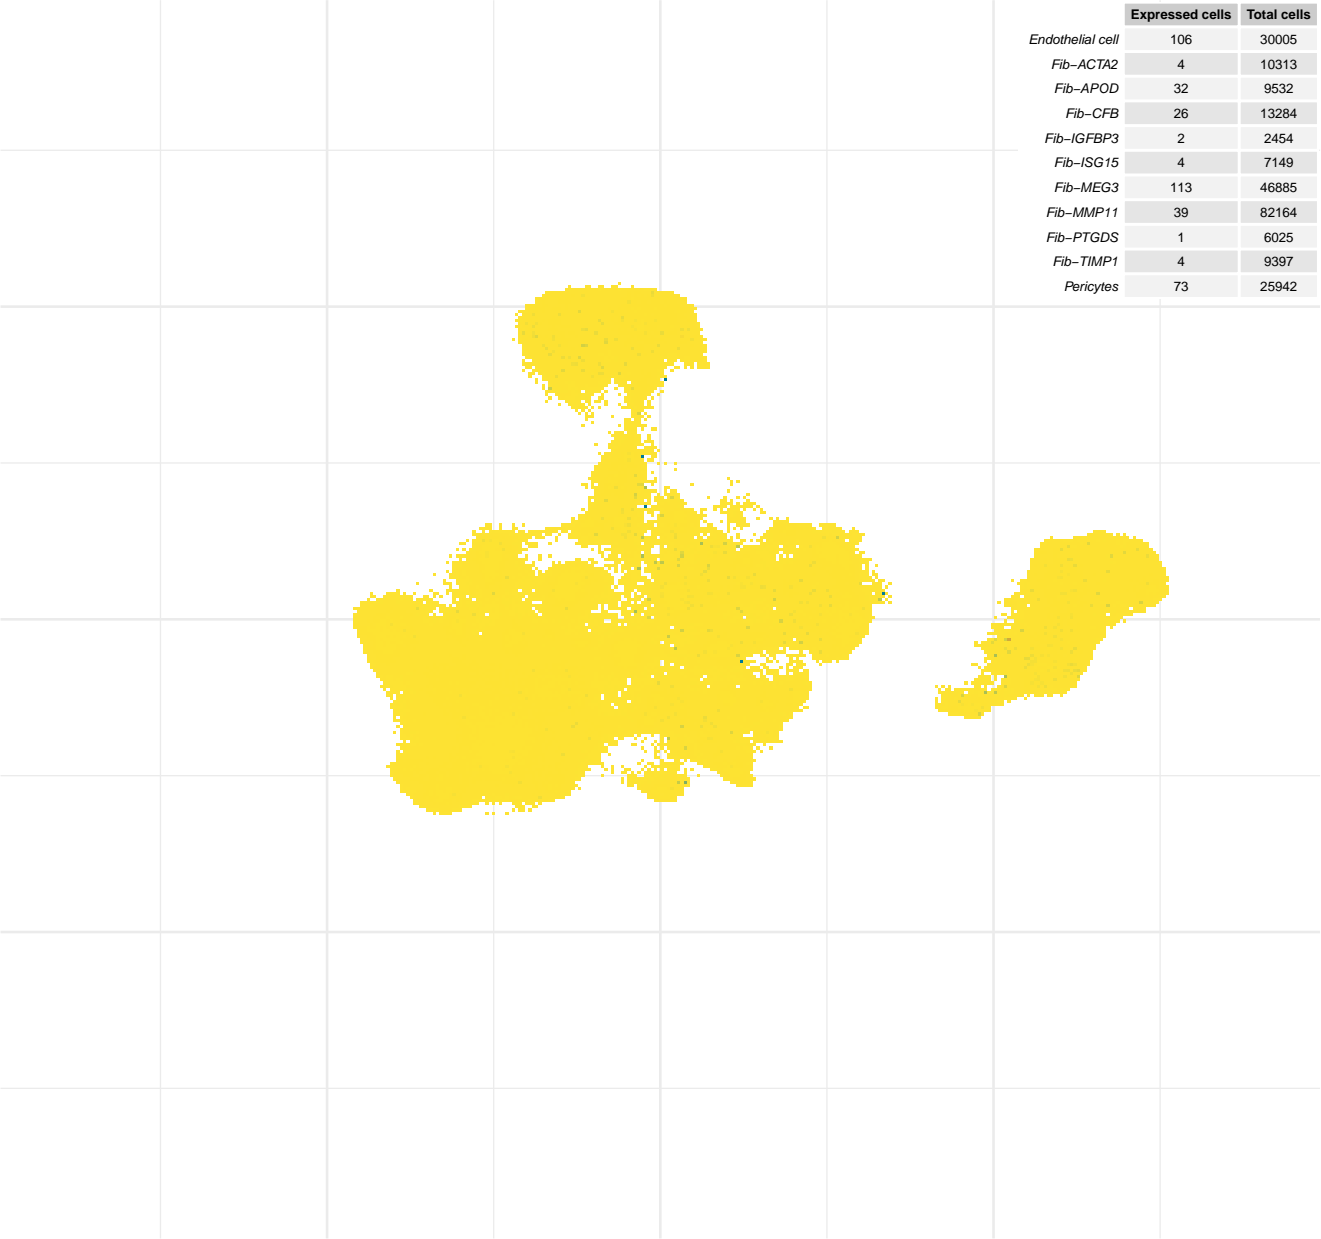 Expressed cells Total cells
Endothelial cell 106 30005
Fib−ACTA2 4 10313
Fib−APOD 32 9532
Fib−CFB 26 13284
Fib−IGFBP3 2 2454
Fib−ISG15 4 7149
Fib−MEG3 113 46885
Fib−MMP11 39 82164
Fib−PTGDS 1 6025
Fib−TIMP1 4 9397
Pericytes 73 25942